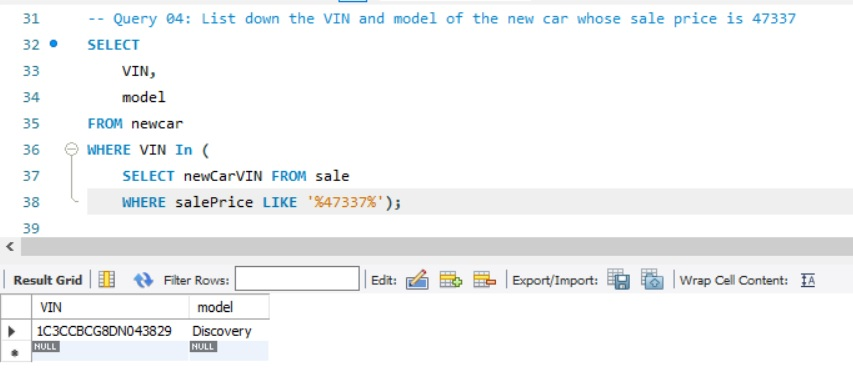 31 -- Query 04: List down the VIN and model of the new car whose sale price is 47337
32 SELECT
33 VIN,
34 model
35 FROM newcar
36 WHERE VIN In (
37 SELECT newCarVIN FROM sale
38 WHERE salePrice LIKE '%47337%');
39
Result Grid Filter Rows: Edit: Export/Import: Wrap Cell Content: IA
VIN model
1C3CCBCG8DN043829 Discovery
NULL NULL